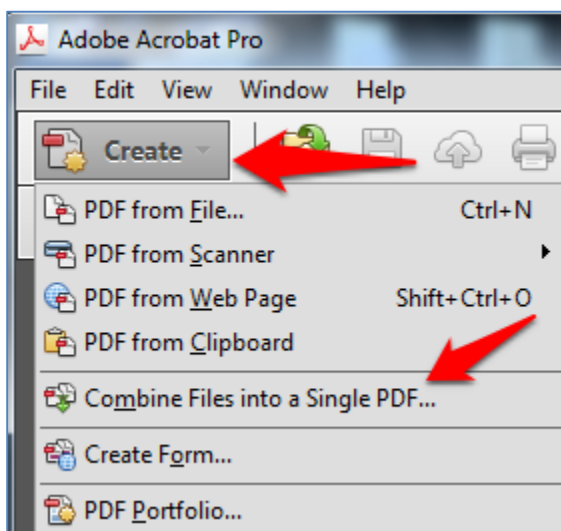 Adobe Acrobat Pro
File Edit View Window Help
Create
PDF from File... Ctrl+N
PDF from Scanner
PDF from Web Page Shift+Ctrl+O
PDF from Clipboard
Combine Files into a Single PDF...
Create Form...
PDF Portfolio...